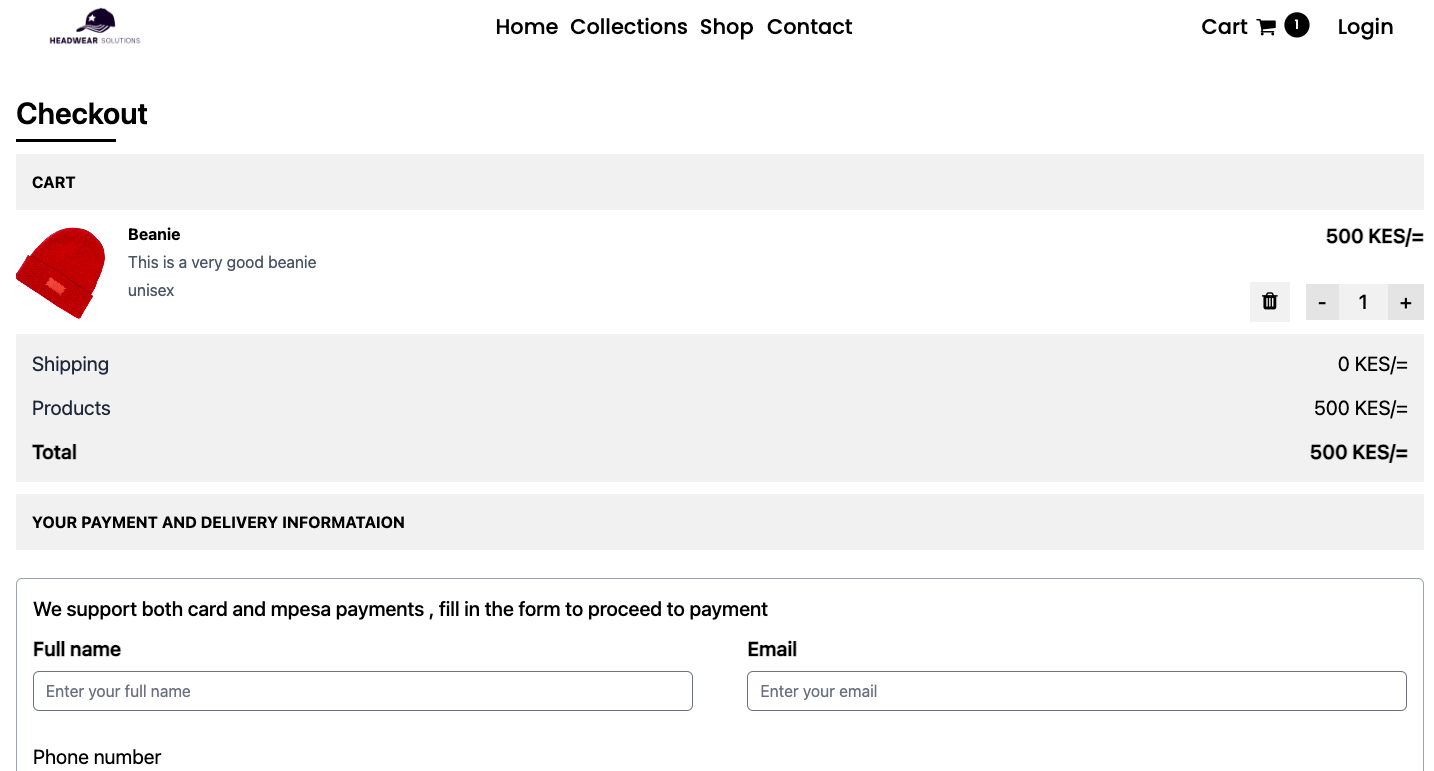 HEADWEAR SOLUTIONS
Home Collections Shop Contact
Cart 1 Login
Checkout
CART
Beanie
500 KES/=
This is a very good beanie
unisex
- 1 +
Shipping 0 KES/=
Products 500 KES/=
Total 500 KES/=
YOUR PAYMENT AND DELIVERY INFORMATAION
We support both card and mpesa payments , fill in the form to proceed to payment
Full name Email
Enter your full name Enter your email
Phone number